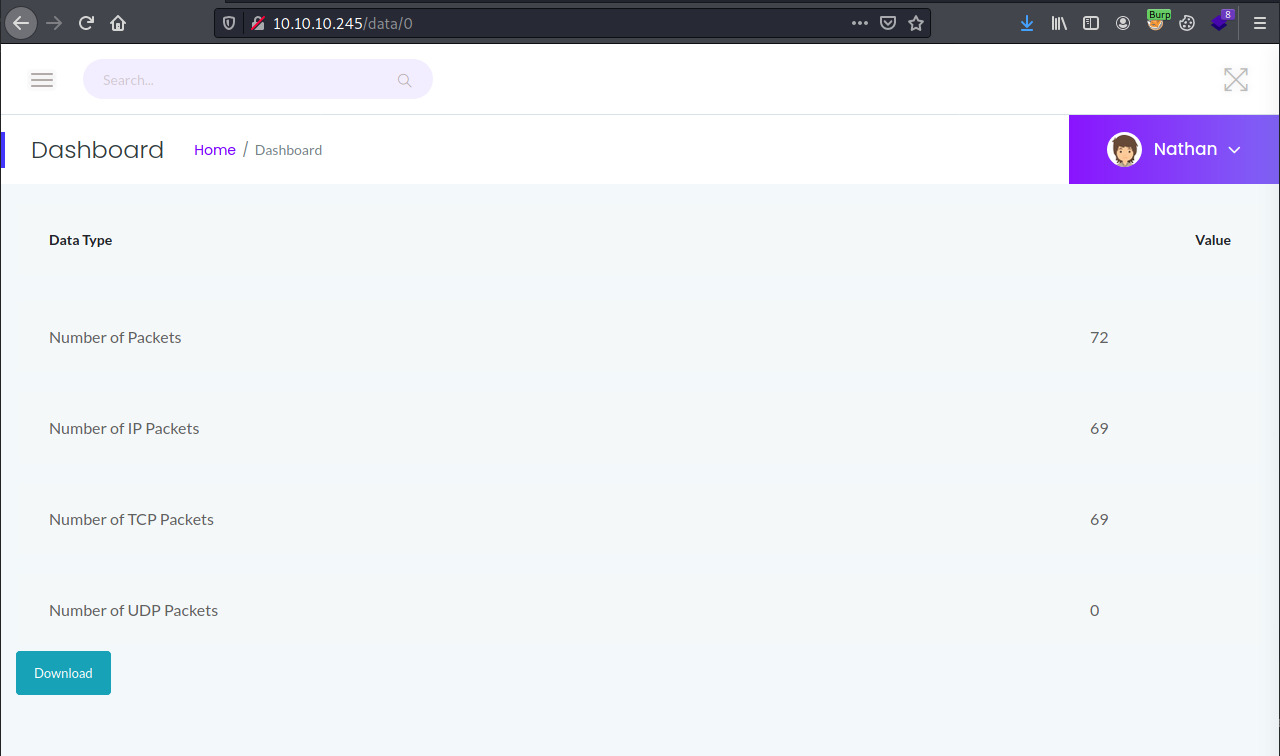 10.10.10.245/data/0
Burp
8
Search...
Dashboard
Home / Dashboard
Nathan
Data Type Value
Number of Packets 72
Number of IP Packets 69
Number of TCP Packets 69
Number of UDP Packets 0
Download